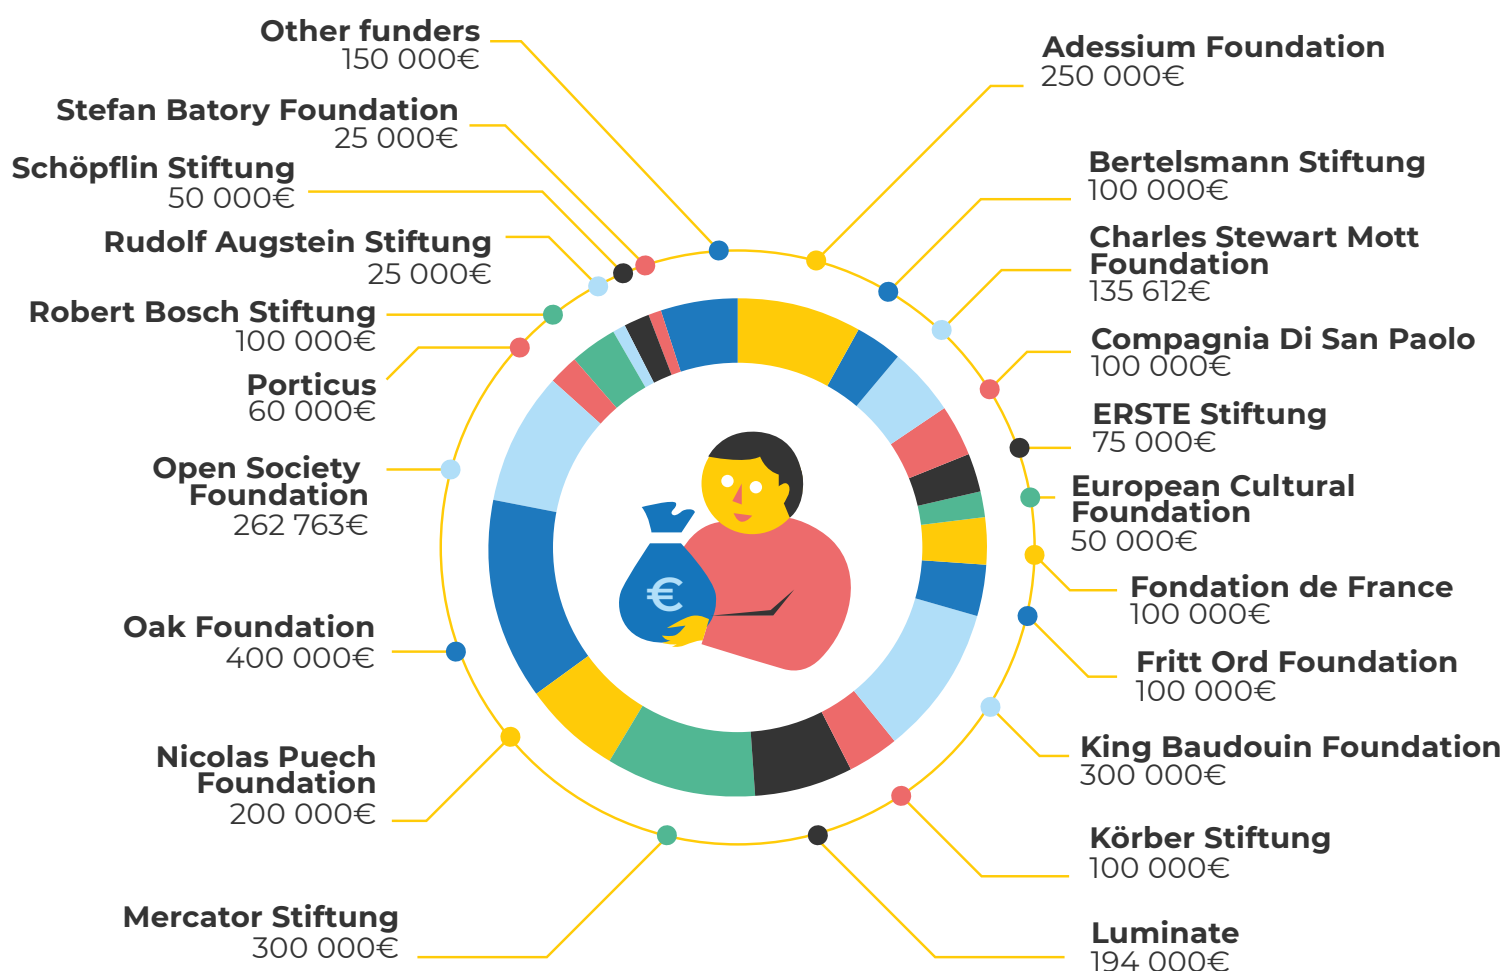 Other funders
150 000€
Stefan Batory Foundation
25 000€
Schöpflin Stiftung
50 000€
Rudolf Augstein Stiftung
25 000€
Robert Bosch Stiftung
100 000€
Porticus
60 000€
Open Society
Foundation
262 763€
Oak Foundation
400 000€
Nicolas Puech
Foundation
200 000€
Mercator Stiftung
300 000€
€
Adessium Foundation
250 000€
Bertelsmann Stiftung
100 000€
Charles Stewart Mott
Foundation
135 612€
Compagnia Di San Paolo
100 000€
ERSTE Stiftung
75 000€
European Cultural
Foundation
50 000€
Fondation de France
100 000€
Fritt Ord Foundation
100 000€
King Baudouin Foundation
300 000€
Körber Stiftung
100 000€
Luminate
194 000€